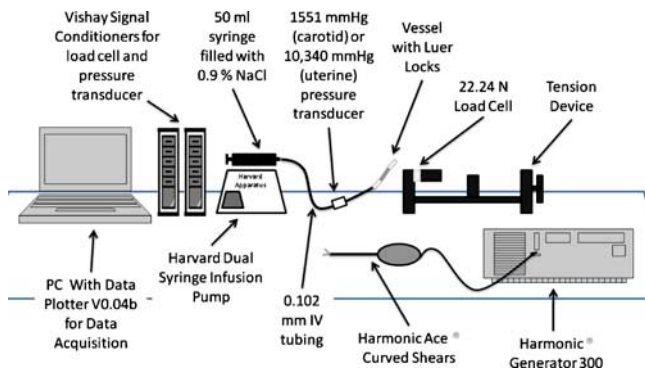 Vishay Signal
Conditioners for
load cell and
pressure
transducer
50 ml
syringe
filled with
0.9 % NaCl
1551 mmHg
(carotid) or
10,340 mmHg
(uterine)
pressure
transducer
Vessel
with Luer
Locks
22.24 N
Load Cell
Tension
Device
Harvard
Apparatus
PC With Data
Plotter V0.04b
for Data
Acquisition
Harvard Dual
Syringe Infusion
Pump
0.102
mm IV
tubing
Harmonic Ace ®
Curved Shears
Harmonic ®
Generator 300